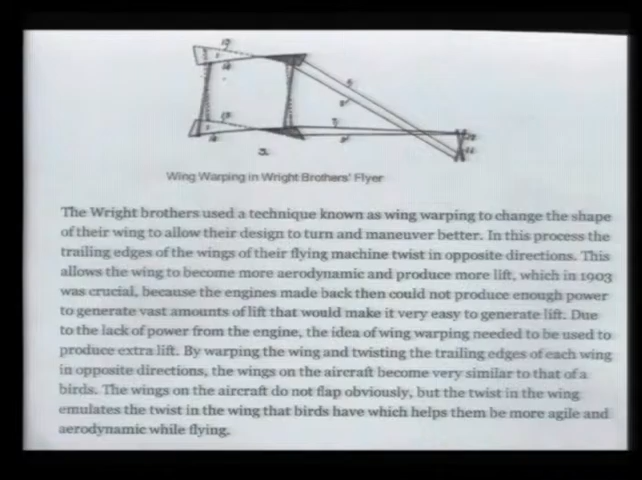 Wing Warping in Wright Brothers' Flyer
The Wright brothers used a technique known as wing warping to change the shape
of their wing to allow their design to turn and maneuver better. In this process the
trailing edges of the wings of their flying machine twist in opposite directions. This
allows the wing to become more aerodynamic and produce more lift, which in 1903
was crucial, because the engines made back then could not produce enough power
to generate vast amounts of lift that would make it very easy to generate lift. Due
to the lack of power from the engine, the idea of wing warping needed to be used to
produce extra lift. By warping the wing and twisting the trailing edges of each wing
in opposite directions, the wings on the aircraft become very similar to that of a
birds. The wings on the aircraft do not flap obviously, but the twist in the wing
emulates the twist in the wing that birds have which helps them be more agile and
aerodynamic while flying.